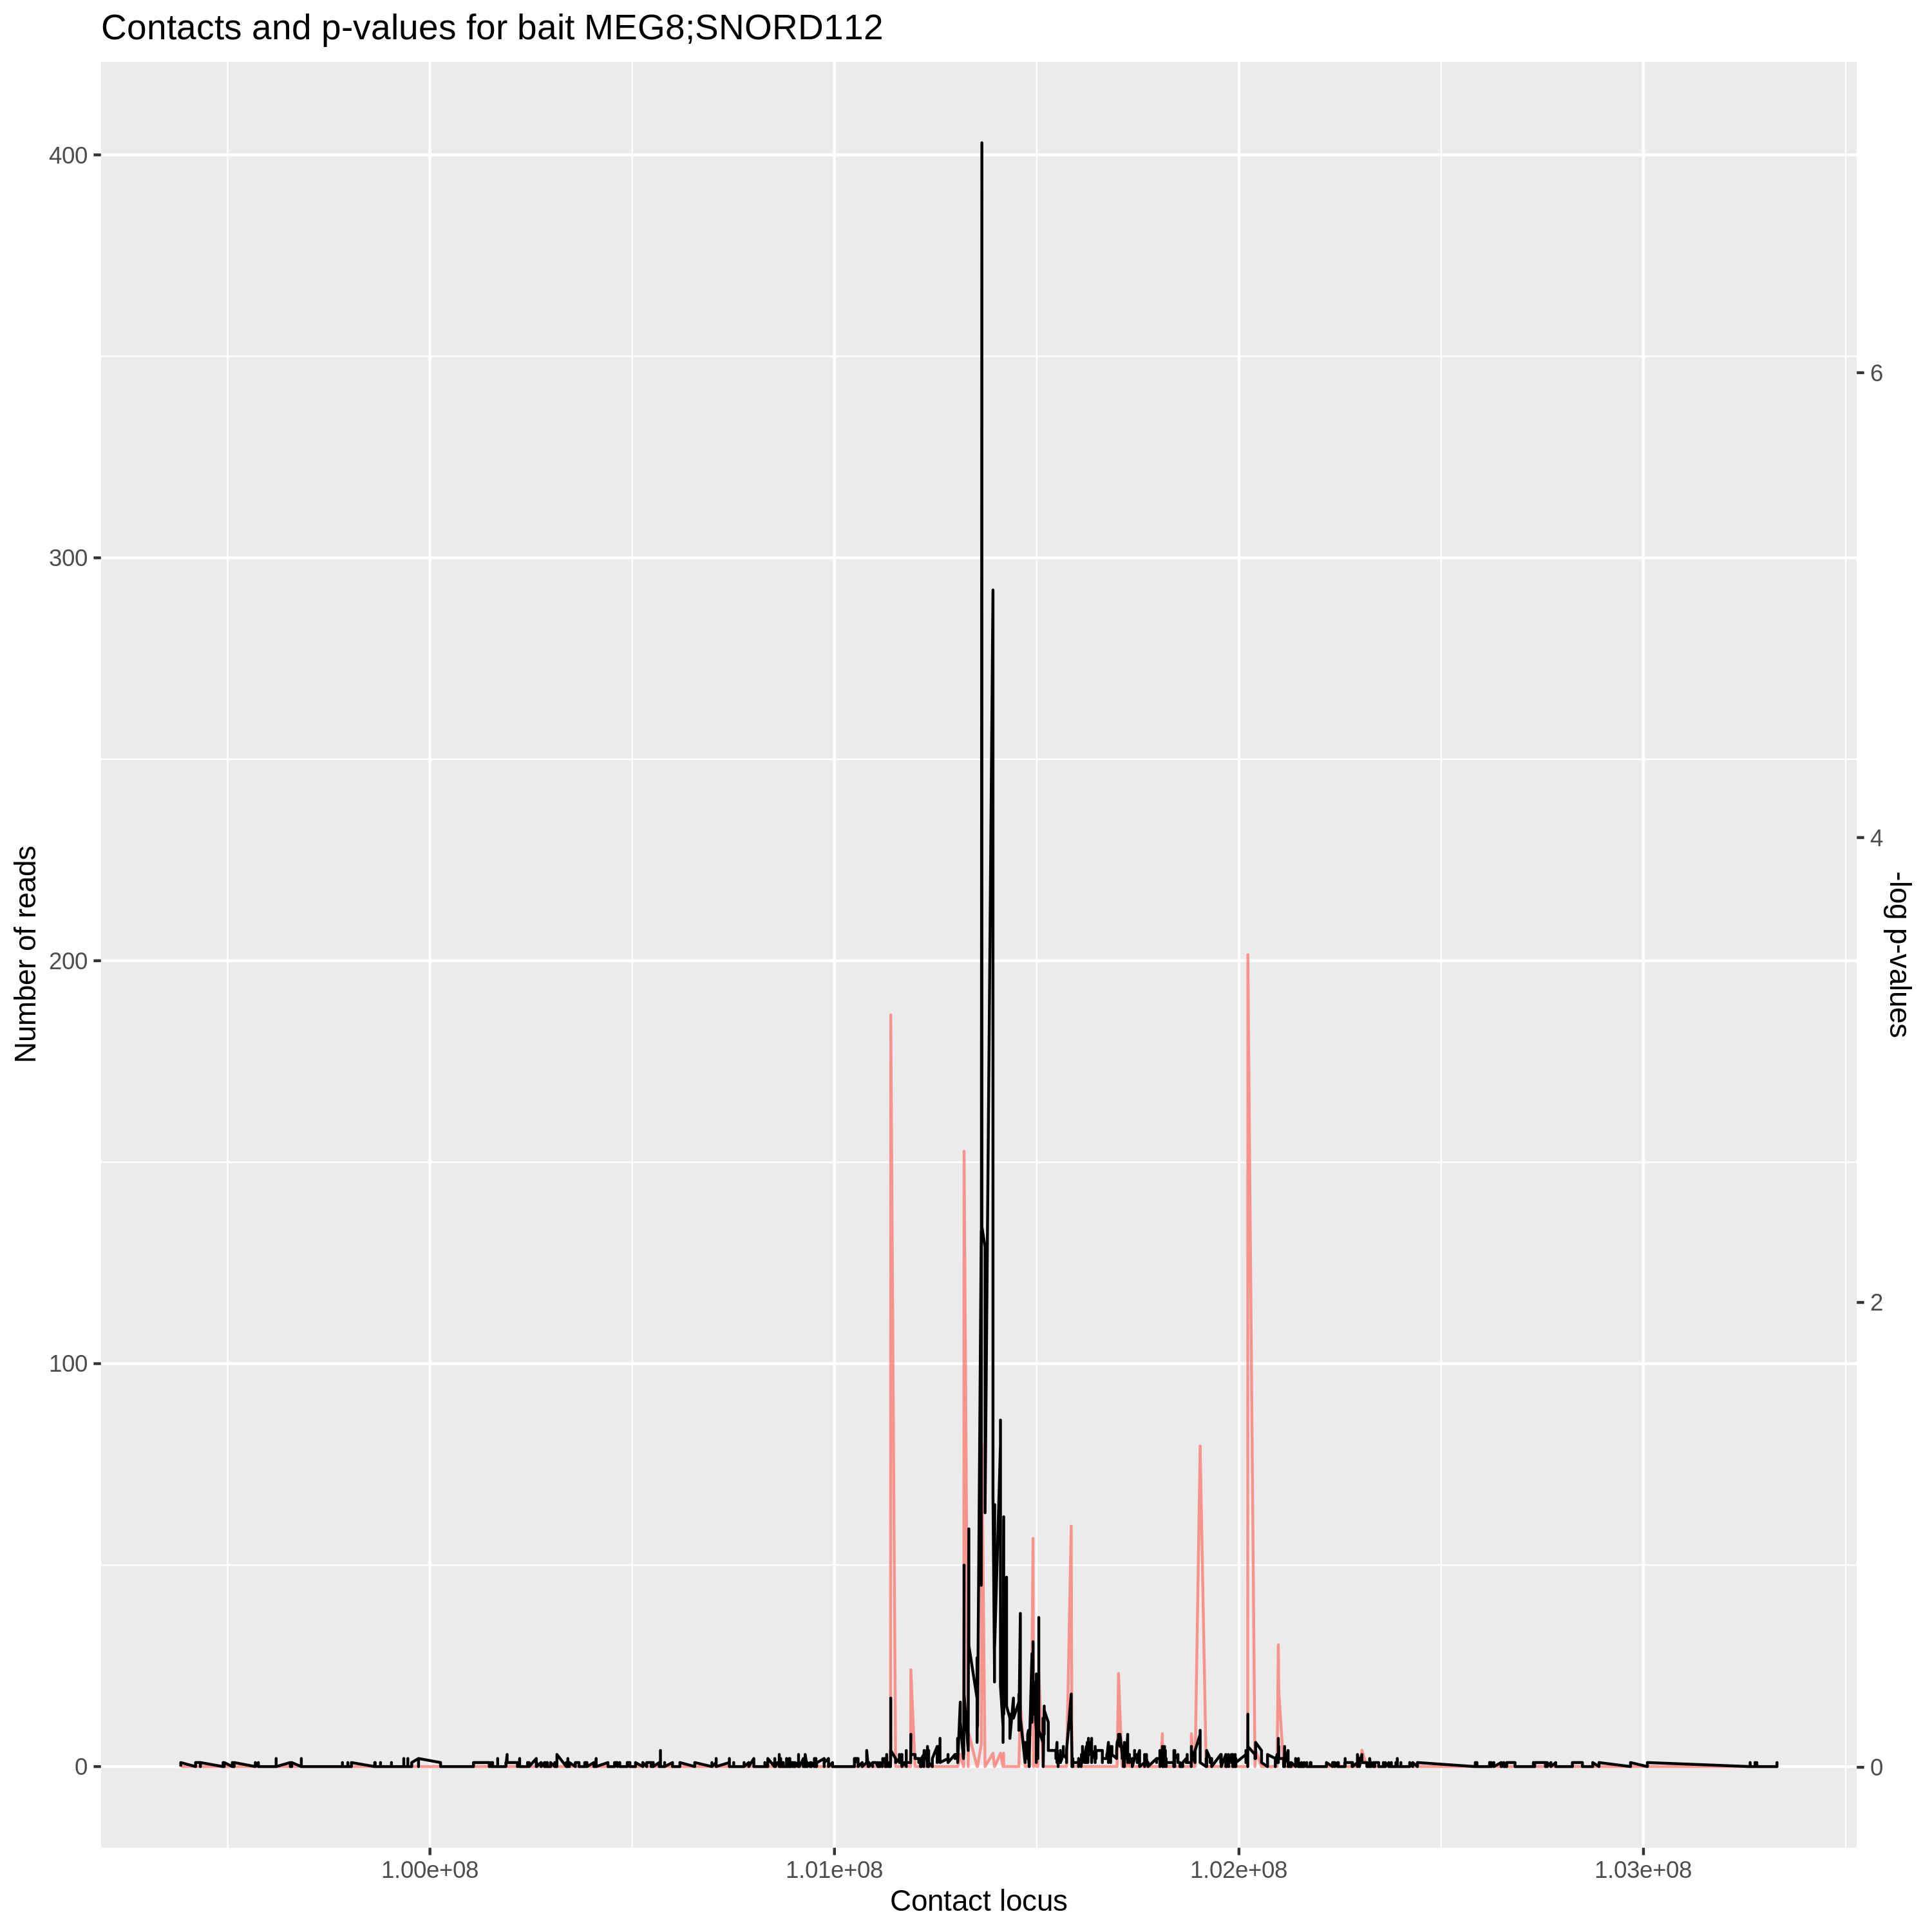 Contacts and p-values for bait MEG8;SNORD112
400
300
200
100
0
Number of reads
6
4
2
0
-log p-values
1.00e+08
1.01e+08
1.02e+08
1.03e+08
Contact locus